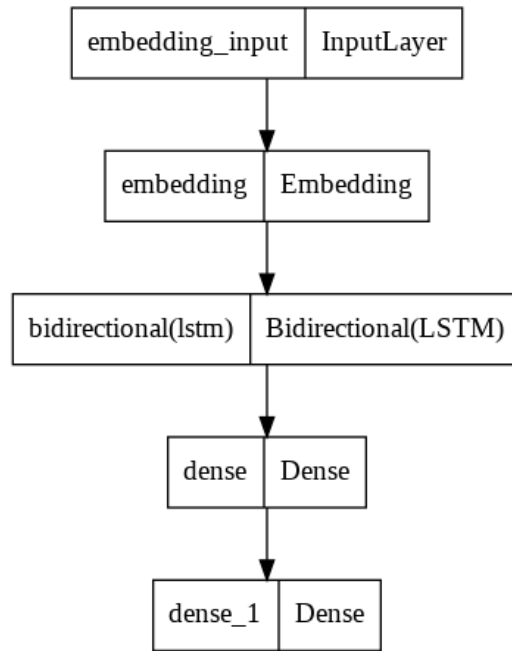 embedding_input InputLayer
embedding Embedding
bidirectional(lstm) Bidirectional(LSTM)
dense Dense
dense_1 Dense